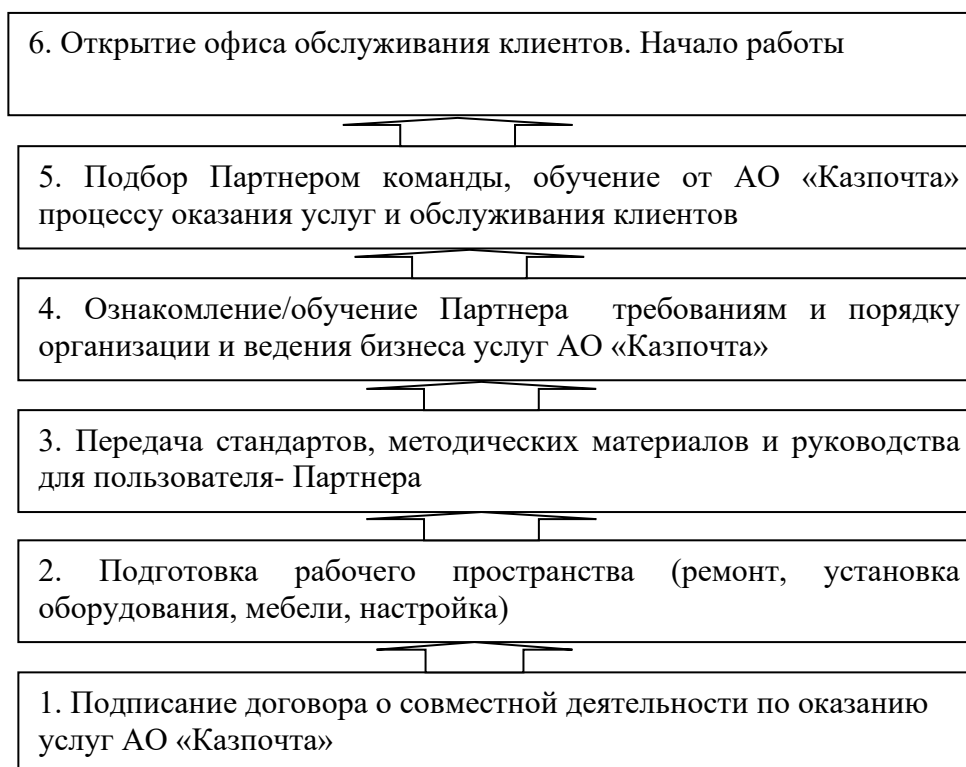 6. Открытие офиса обслуживания клиентов. Начало работы
5. Подбор Партнером команды, обучение от АО «Казпочта»
процессу оказания услуг и обслуживания клиентов
4. Ознакомление/обучение Партнера требованиям и порядку
организации и ведения бизнеса услуг АО «Казпочта»
3. Передача стандартов, методических материалов и руководства
для пользователя- Партнера
2. Подготовка рабочего пространства (ремонт, установка
оборудования, мебели, настройка)
1. Подписание договора о совместной деятельности по оказанию
услуг АО «Казпочта»